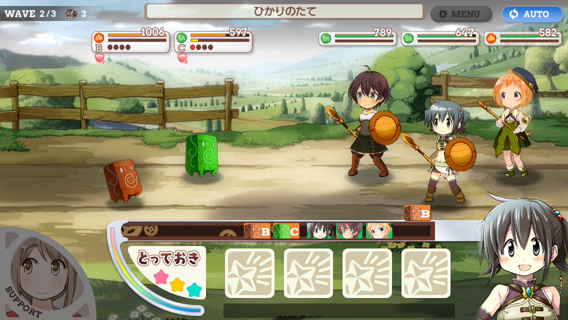 WAVE 2/3 3
ひかりのたて
MENU
AUTO
B 1006
C 597
789
647
582
B
B C
とっておき
SUPPORT